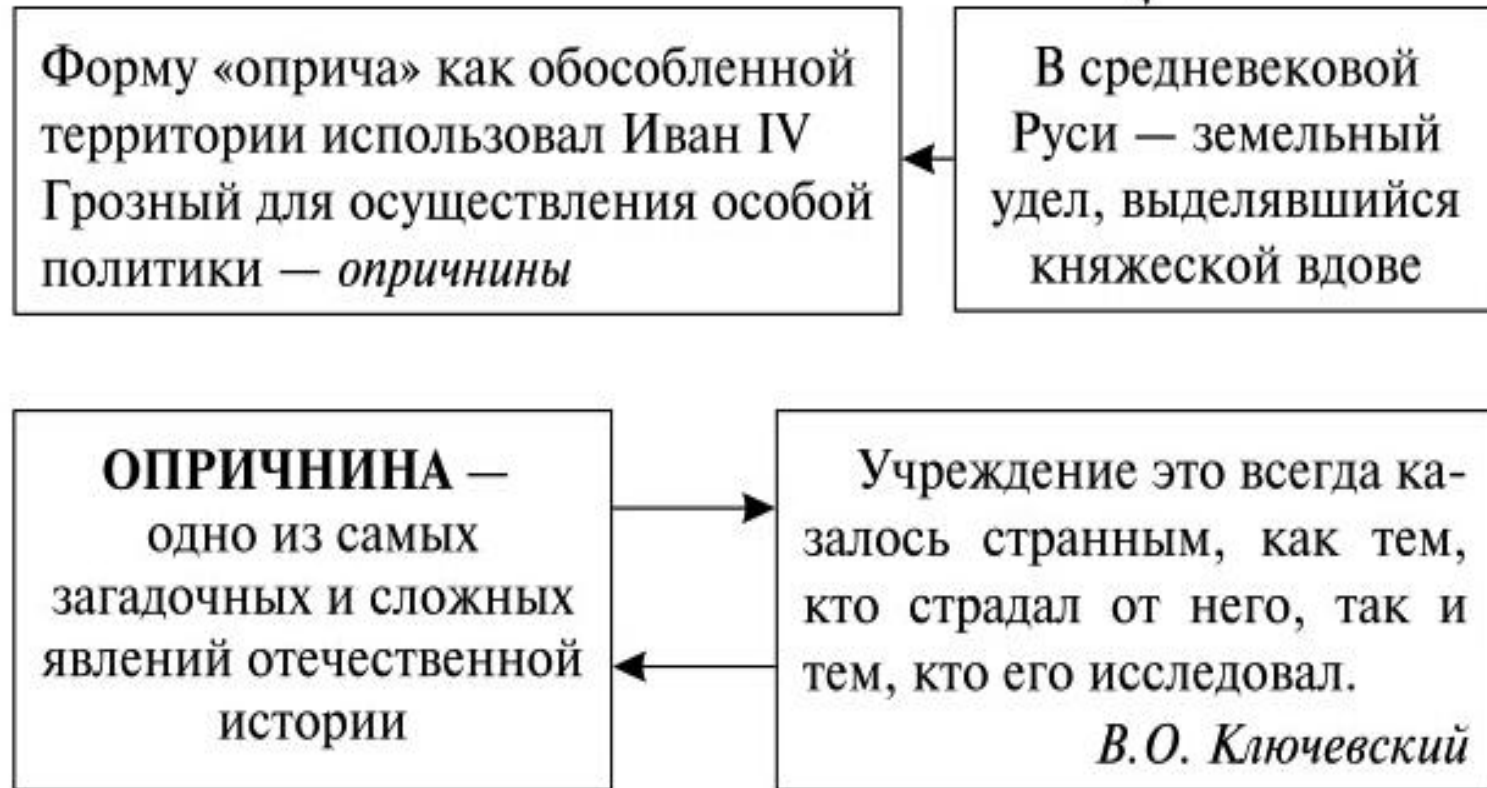 Форму «оприча» как обособленной
территории использовал Иван IV
Грозный для осуществления особой
политики — опричнины
В средневековой
Руси — земельный
удел, выделявшийся
княжеской вдове
ОПРИЧНИНА —
одно из самых
загадочных и сложных
явлений отечественной
истории
Учреждение это всегда ка-
залось странным, как тем,
кто страдал от него, так и
тем, кто его исследовал.
В.О. Ключевский